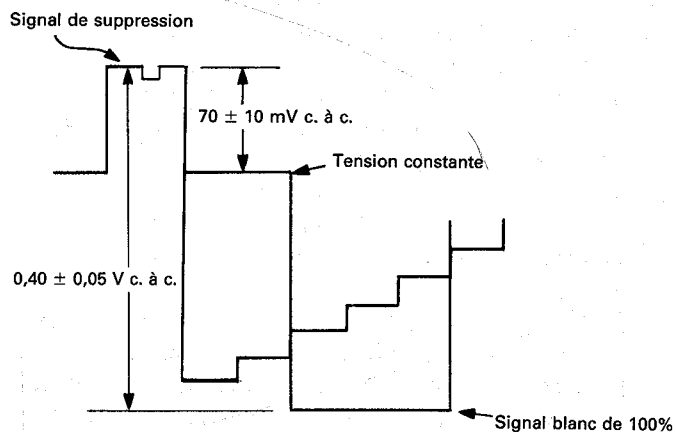 Signal de suppression
70 ± 10 mV c. à c.
Tension constante
0,40 ± 0,05 V c. à c.
Signal blanc de 100%